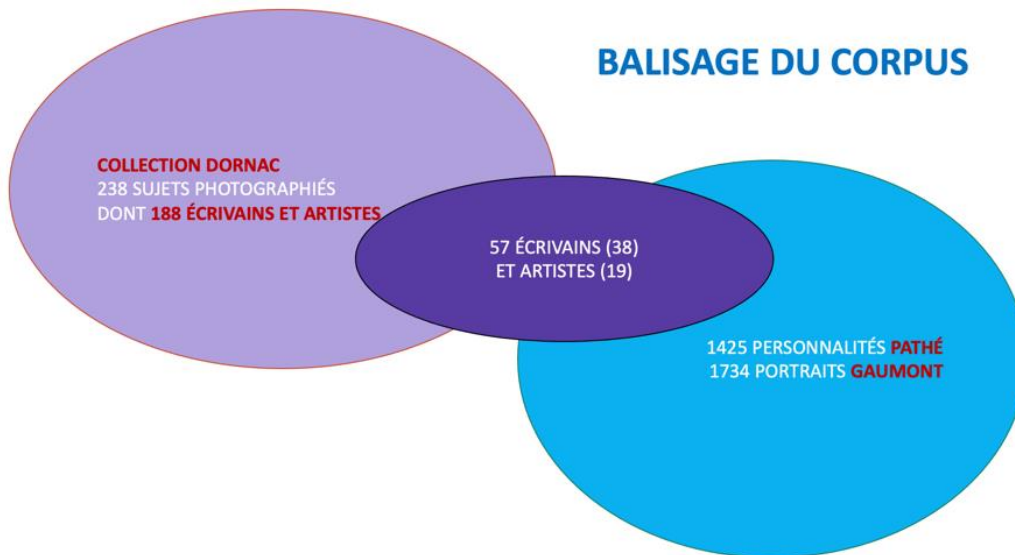 BALISAGE DU CORPUS
COLLECTION DORNAC
238 SUJETS PHOTOGRAPHIÉS
DONT 188 ÉCRIVAINS ET ARTISTES
57 ÉCRIVAINS (38)
ET ARTISTES (19)
1425 PERSONNALITÉS PATHÉ
1734 PORTRAITS GAUMONT